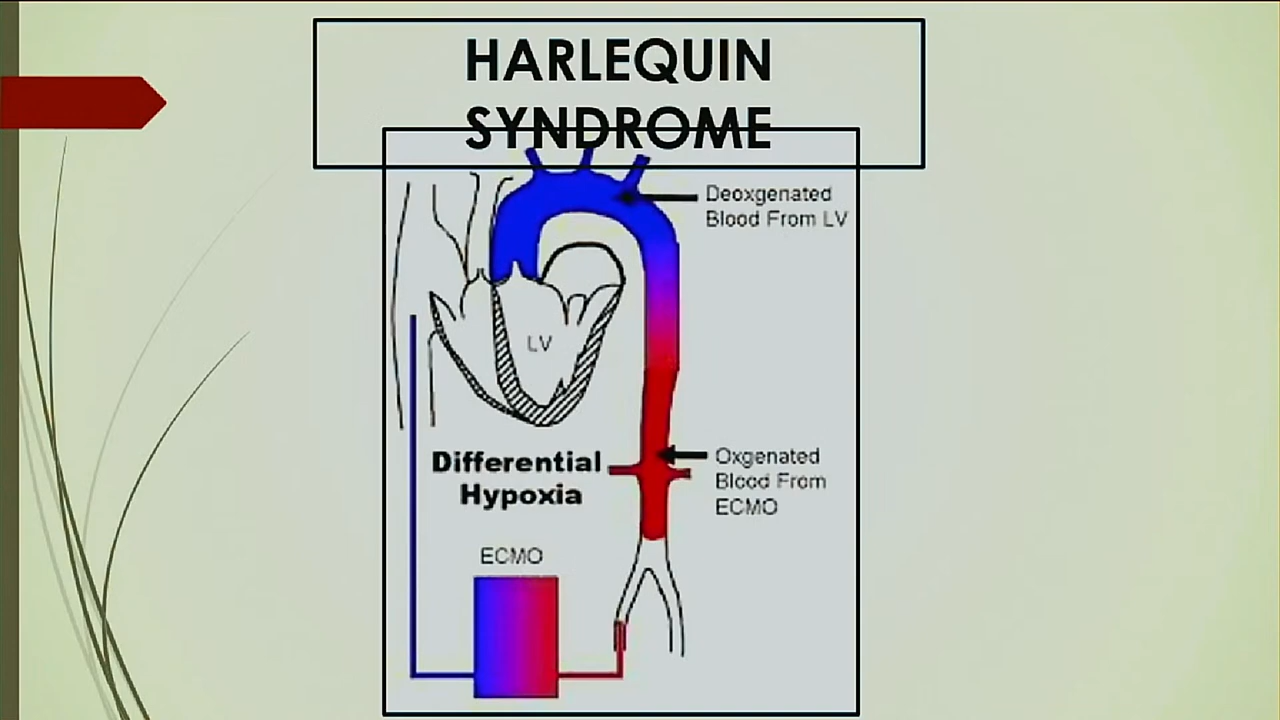 HARLEQUIN
SYNDROME
Deoxgenated
Blood From LV
LV
Differential
Hypoxia
Oxgenated
Blood From
ECMO
ECMO